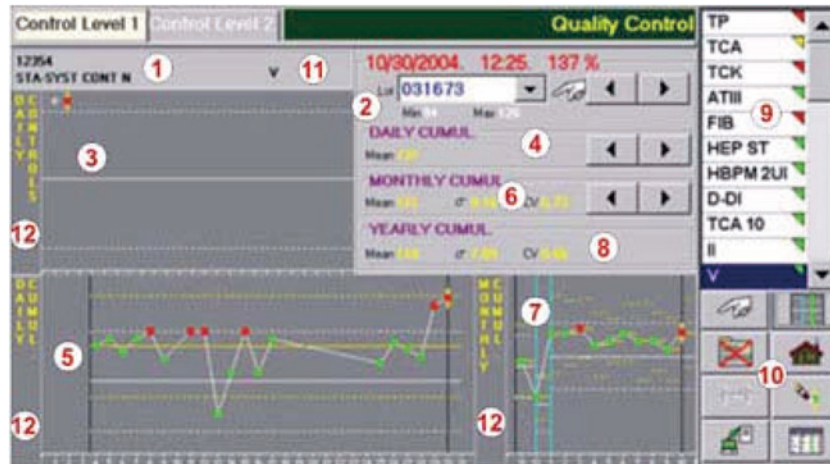 Control Level 1 Control Level 2 Quality Control
12354
STA-SYST CONT N 1 V 11
10/30/2004. 12:25. 137 %
2 Lot 031673
Min Max
DAILY CUMUL. 4
Mean
MONTHLY CUMUL. 6
Mean σ CV
YEARLY CUMUL. 8
Mean σ CV
DAILY CONTROLS 3
12
DAILY CUMUL 5
12
MONTHLY CUMUL 7
12
TP
TCA
TCK
ATIII
FIB 9
HEP ST
HBPM 2UI
D-DI
TCA 10
II
V
10